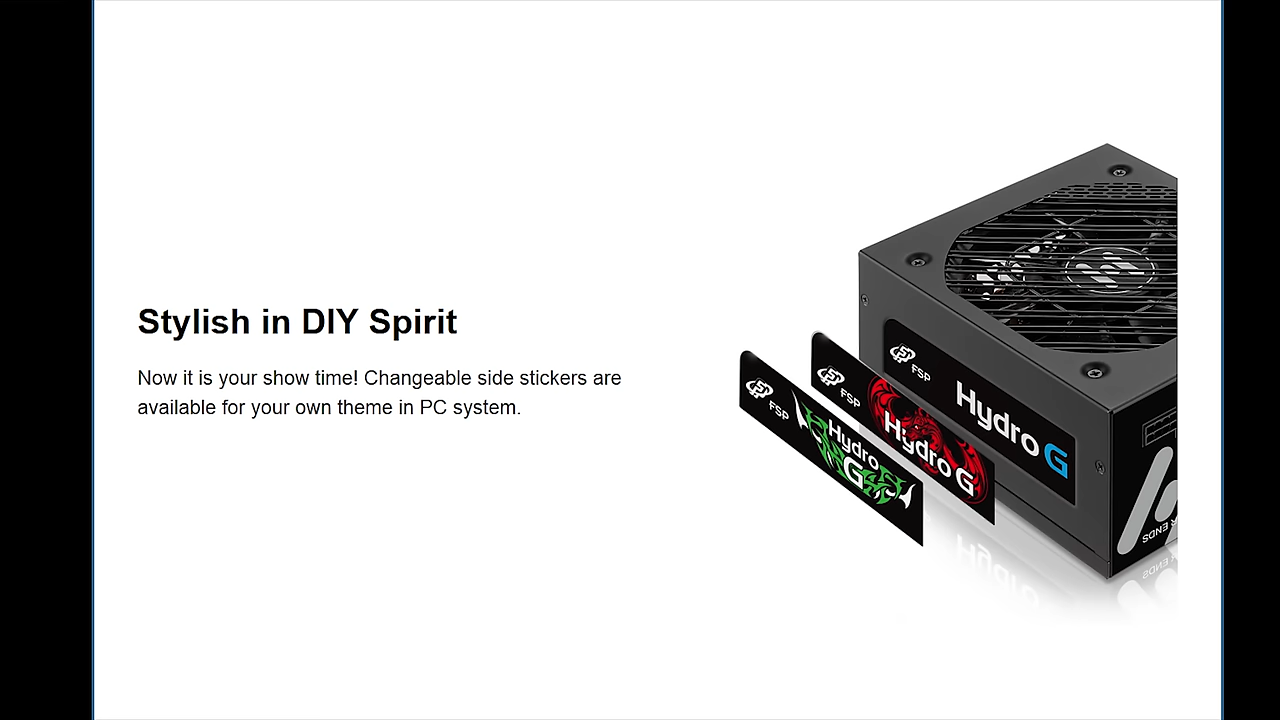 Stylish in DIY Spirit
Now it is your show time! Changeable side stickers are
available for your own theme in PC system.
FSP
Hydro G
FSP
Hydro G
FSP
Hydro
G